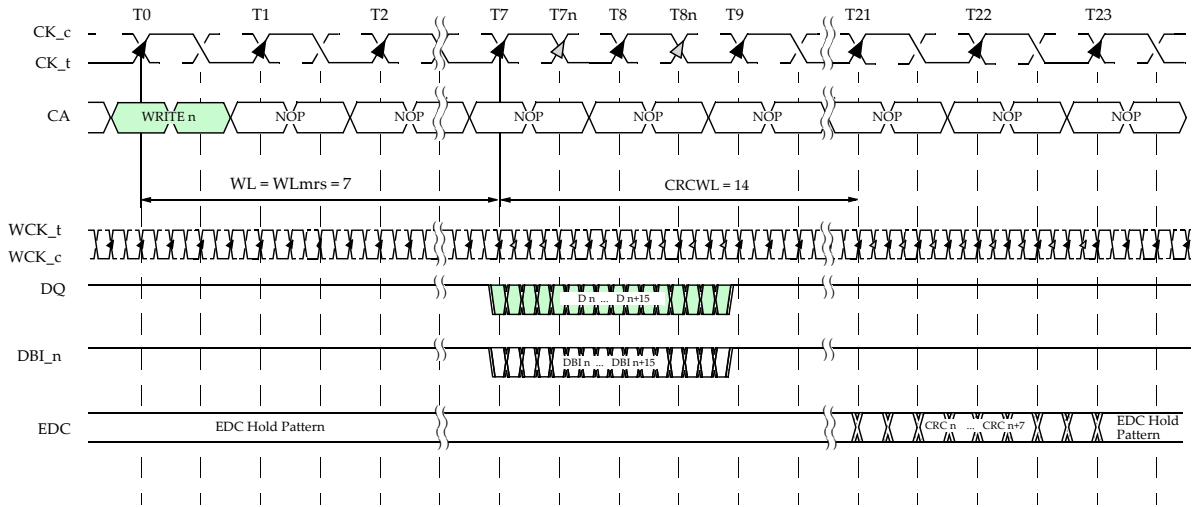 T0 T1 T2 T7 T7n T8 T8n T9 T21 T22 T23
CK_c
CK_t
CA WRITE n NOP NOP NOP NOP NOP NOP NOP NOP
WL = WLmrs = 7 CRCWL = 14
WCK_t
WCK_c
DQ D n ... D n+15
DBI_n DBI n ... DBI n+15
EDC EDC Hold Pattern CRC n ... CRC n+7 EDC Hold
Pattern